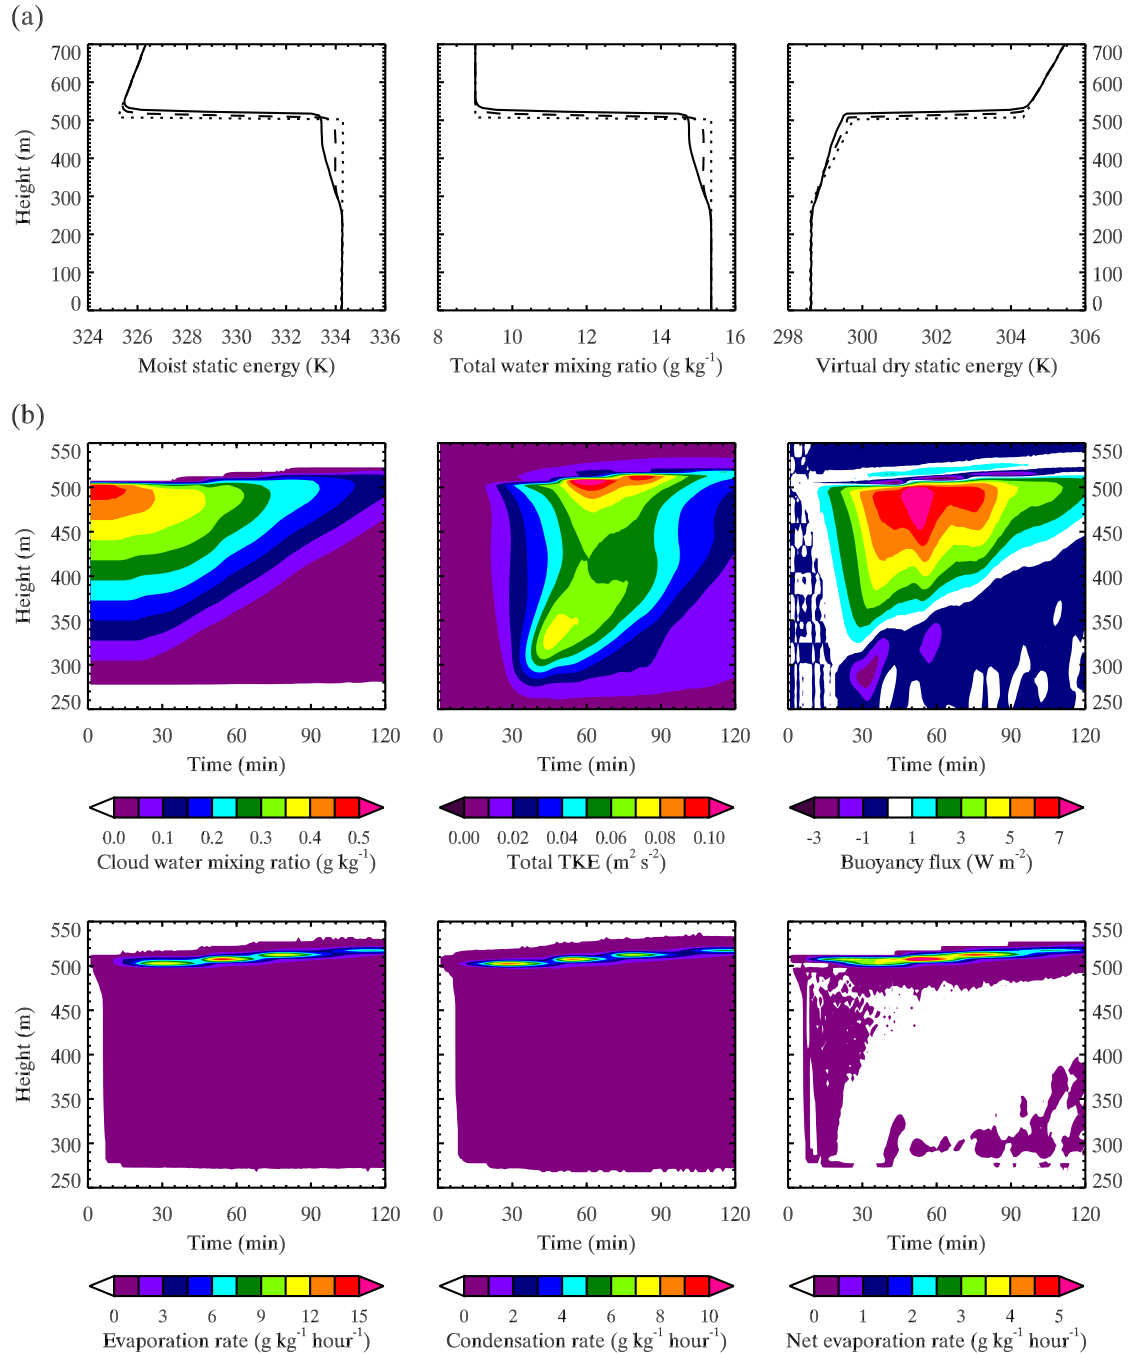 (a)
700
600
500
400
300
200
100
0
Height (m)
324 326 328 330 332 334 336
Moist static energy (K)
8 10 12 14 16
Total water mixing ratio (g kg⁻¹)
700
600
500
400
300
200
100
0
298 300 302 304 306
Virtual dry static energy (K)
(b)
550
500
450
400
350
300
250
Height (m)
0 30 60 90 120
Time (min)
0.0 0.1 0.2 0.3 0.4 0.5
Cloud water mixing ratio (g kg⁻¹)
0 30 60 90 120
Time (min)
0.00 0.02 0.04 0.06 0.08 0.10
Total TKE (m² s⁻²)
550
500
450
400
350
300
250
0 30 60 90 120
Time (min)
-3 -1 1 3 5 7
Buoyancy flux (W m⁻²)
550
500
450
400
350
300
250
Height (m)
0 30 60 90 120
Time (min)
0 3 6 9 12 15
Evaporation rate (g kg⁻¹ hour⁻¹)
0 30 60 90 120
Time (min)
0 2 4 6 8 10
Condensation rate (g kg⁻¹ hour⁻¹)
550
500
450
400
350
300
250
0 30 60 90 120
Time (min)
0 1 2 3 4 5
Net evaporation rate (g kg⁻¹ hour⁻¹)